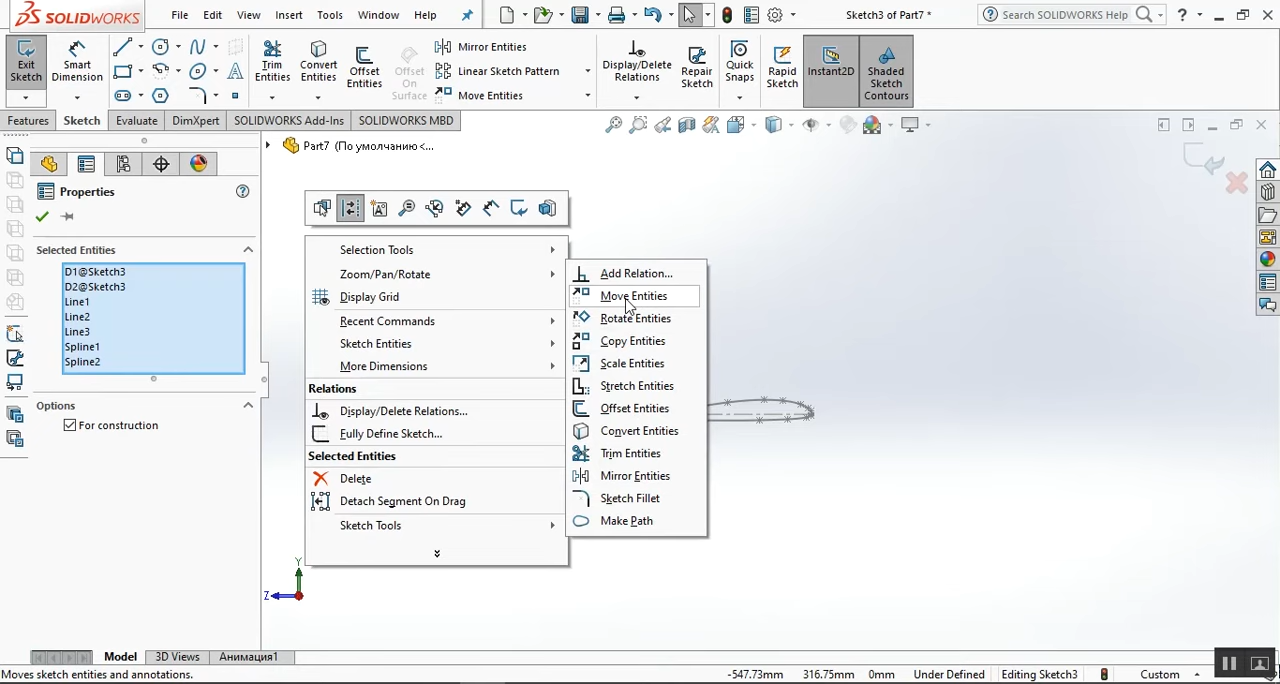 SOLIDWORKS
File Edit View Insert Tools Window Help
Sketch3 of Part7 *
Search SOLIDWORKS Help
Exit Sketch
Smart Dimension
Trim Entities
Convert Entities
Offset Entities
Offset On Surface
Mirror Entities
Linear Sketch Pattern
Move Entities
Display/Delete Relations
Repair Sketch
Quick Snaps
Rapid Sketch
Instant2D
Shaded Sketch Contours
Features Sketch Evaluate DimXpert SOLIDWORKS Add-Ins SOLIDWORKS MBD
Part7 (По умолчанию<...
Properties
Selected Entities
D1@Sketch3
D2@Sketch3
Line1
Line2
Line3
Spline1
Spline2
Options
For construction
Selection Tools
Zoom/Pan/Rotate
Display Grid
Recent Commands
Sketch Entities
More Dimensions
Relations
Display/Delete Relations...
Fully Define Sketch...
Selected Entities
Delete
Detach Segment On Drag
Sketch Tools
Add Relation...
Move Entities
Rotate Entities
Copy Entities
Scale Entities
Stretch Entities
Offset Entities
Convert Entities
Trim Entities
Mirror Entities
Sketch Fillet
Make Path
Y
Z
Model 3D Views Анимация1
Moves sketch entities and annotations.
-547.73mm 316.75mm 0mm Under Defined Editing Sketch3 Custom